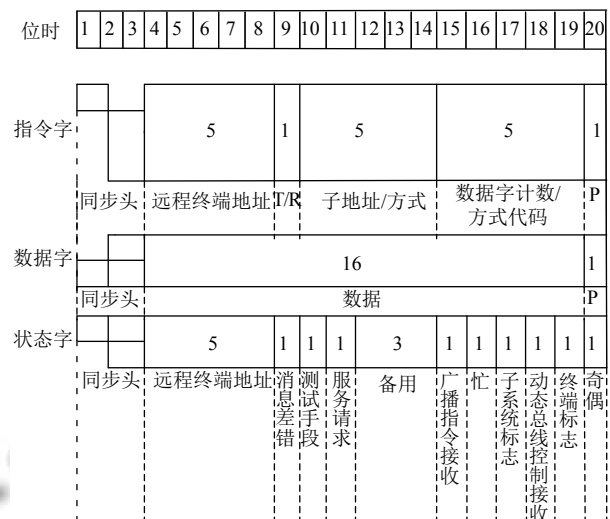 位时 1 2 3 4 5 6 7 8 9 10 11 12 13 14 15 16 17 18 19 20
指令字 5 1 5 5 1
同步头 远程终端地址 T/R 子地址/方式 数据字计数/方式代码 P
数据字 16 1
同步头 数据 P
状态字 5 1 1 1 3 1 1 1 1 1 1
同步头 远程终端地址 消息差错 测试手段 服务请求 备用 广播指令接收 忙 子系统标志 动态总线控制接收 终端标志 奇偶